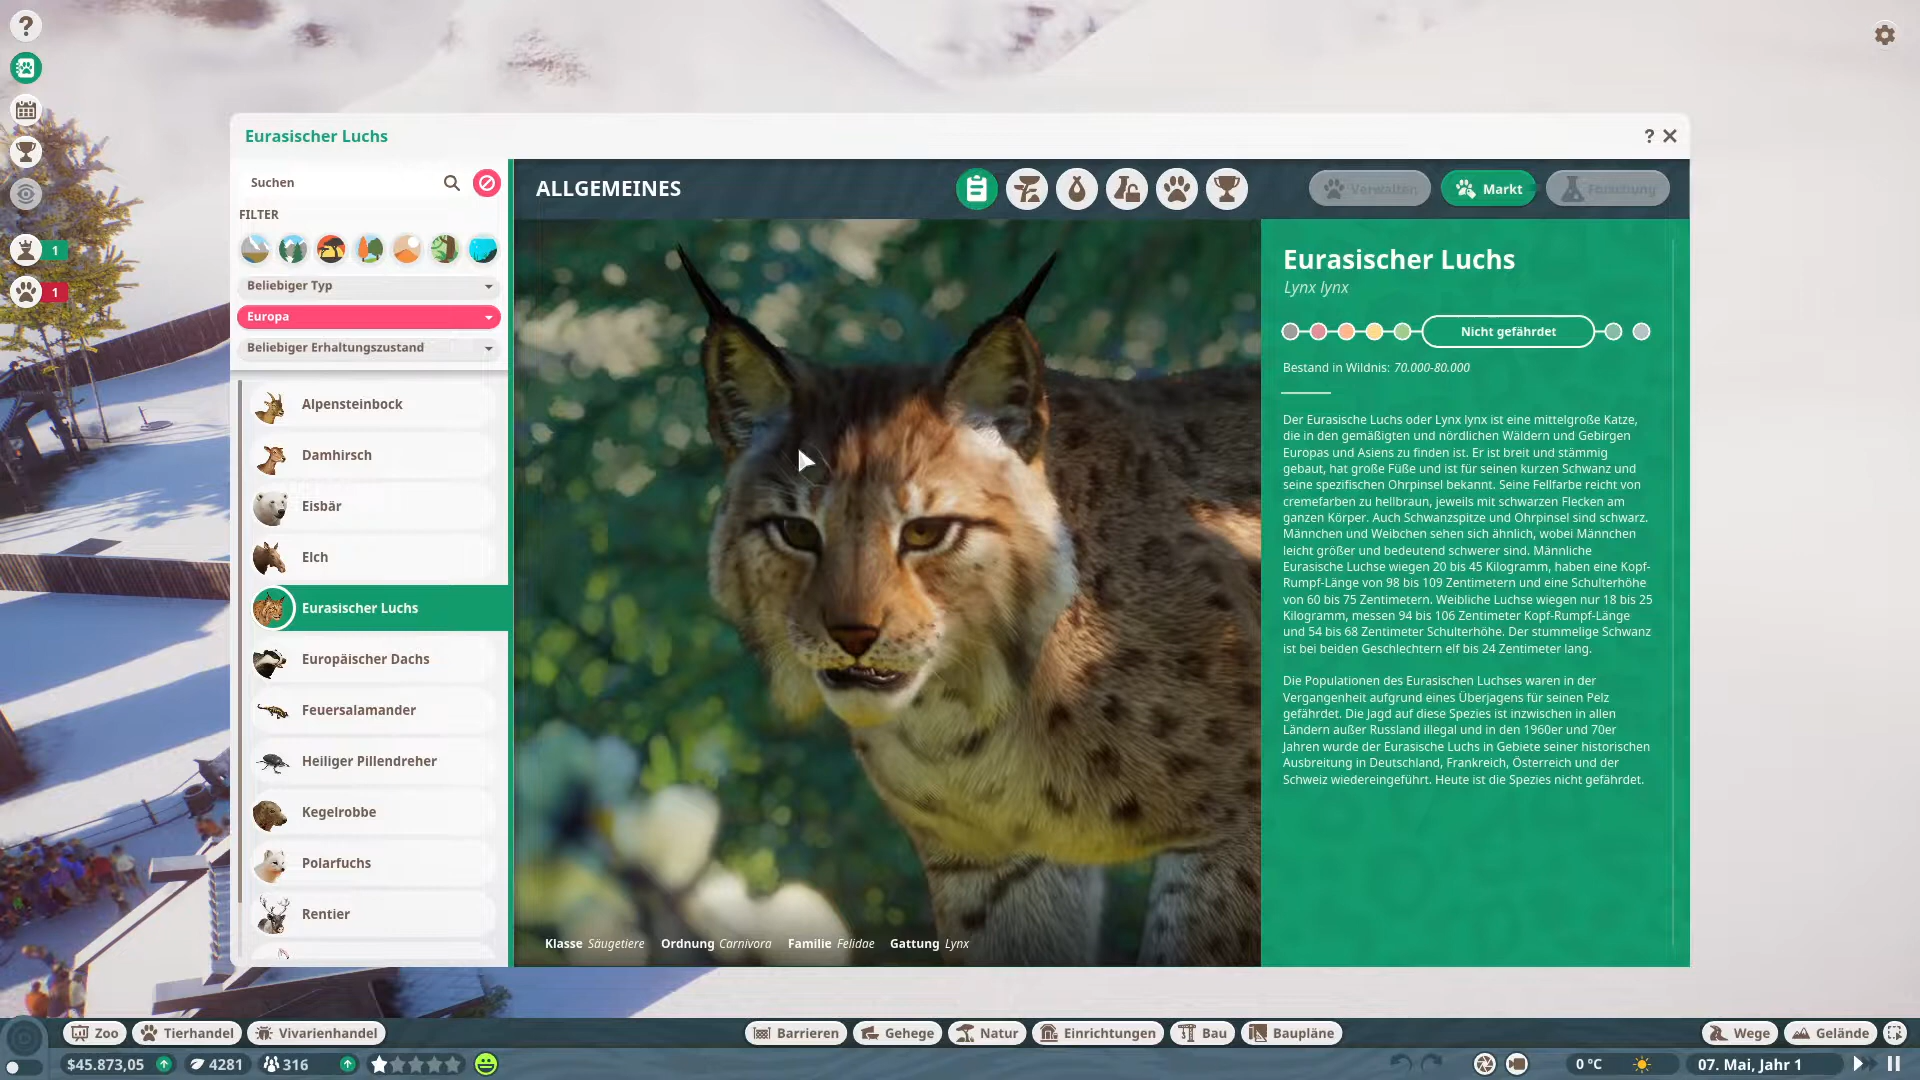 Eurasischer Luchs
?
Suchen
FILTER
Beliebiger Typ
Europa
Beliebiger Erhaltungszustand
Alpensteinbock
Damhirsch
Eisbär
Elch
Eurasischer Luchs
Europäischer Dachs
Feuersalamander
Heiliger Pillendreher
Kegelrobbe
Polarfuchs
Rentier
ALLGEMEINES
Verwalten
Markt
Forschung
Klasse Säugetiere Ordnung Carnivora Familie Felidae Gattung Lynx
Eurasischer Luchs
Lynx lynx
Nicht gefährdet
Bestand in Wildnis: 70.000-80.000
Der Eurasische Luchs oder Lynx lynx ist eine mittelgroße Katze,
die in den gemäßigten und nördlichen Wäldern und Gebirgen
Europas und Asiens zu finden ist. Er ist breit und stämmig
gebaut, hat große Füße und ist für seinen kurzen Schwanz und
seine spezifischen Ohrpinsel bekannt. Seine Fellfarbe reicht von
cremefarben zu hellbraun, jeweils mit schwarzen Flecken am
ganzen Körper. Auch Schwanzspitze und Ohrpinsel sind schwarz.
Männchen und Weibchen sehen sich ähnlich, wobei Männchen
leicht größer und bedeutend schwerer sind. Männliche
Eurasische Luchse wiegen 20 bis 45 Kilogramm, haben eine Kopf-
Rumpf-Länge von 98 bis 109 Zentimetern und eine Schulterhöhe
von 60 bis 75 Zentimetern. Weibliche Luchse wiegen nur 18 bis 25
Kilogramm, messen 94 bis 106 Zentimeter Kopf-Rumpf-Länge
und 54 bis 68 Zentimeter Schulterhöhe. Der stummelige Schwanz
ist bei beiden Geschlechtern elf bis 24 Zentimeter lang.
Die Populationen des Eurasischen Luchses waren in der
Vergangenheit aufgrund eines Überjagens für seinen Pelz
gefährdet. Die Jagd auf diese Spezies ist inzwischen in allen
Ländern außer Russland illegal und in den 1960er und 70er
Jahren wurde der Eurasische Luchs in Gebiete seiner historischen
Ausbreitung in Deutschland, Frankreich, Österreich und der
Schweiz wiedereingeführt. Heute ist die Spezies nicht gefährdet.
?
1
1
Zoo
Tierhandel
Vivarienhandel
Barrieren
Gehege
Natur
Einrichtungen
Bau
Baupläne
Wege
Gelände
$45.873,05
4281
316
0 °C
07. Mai, Jahr 1